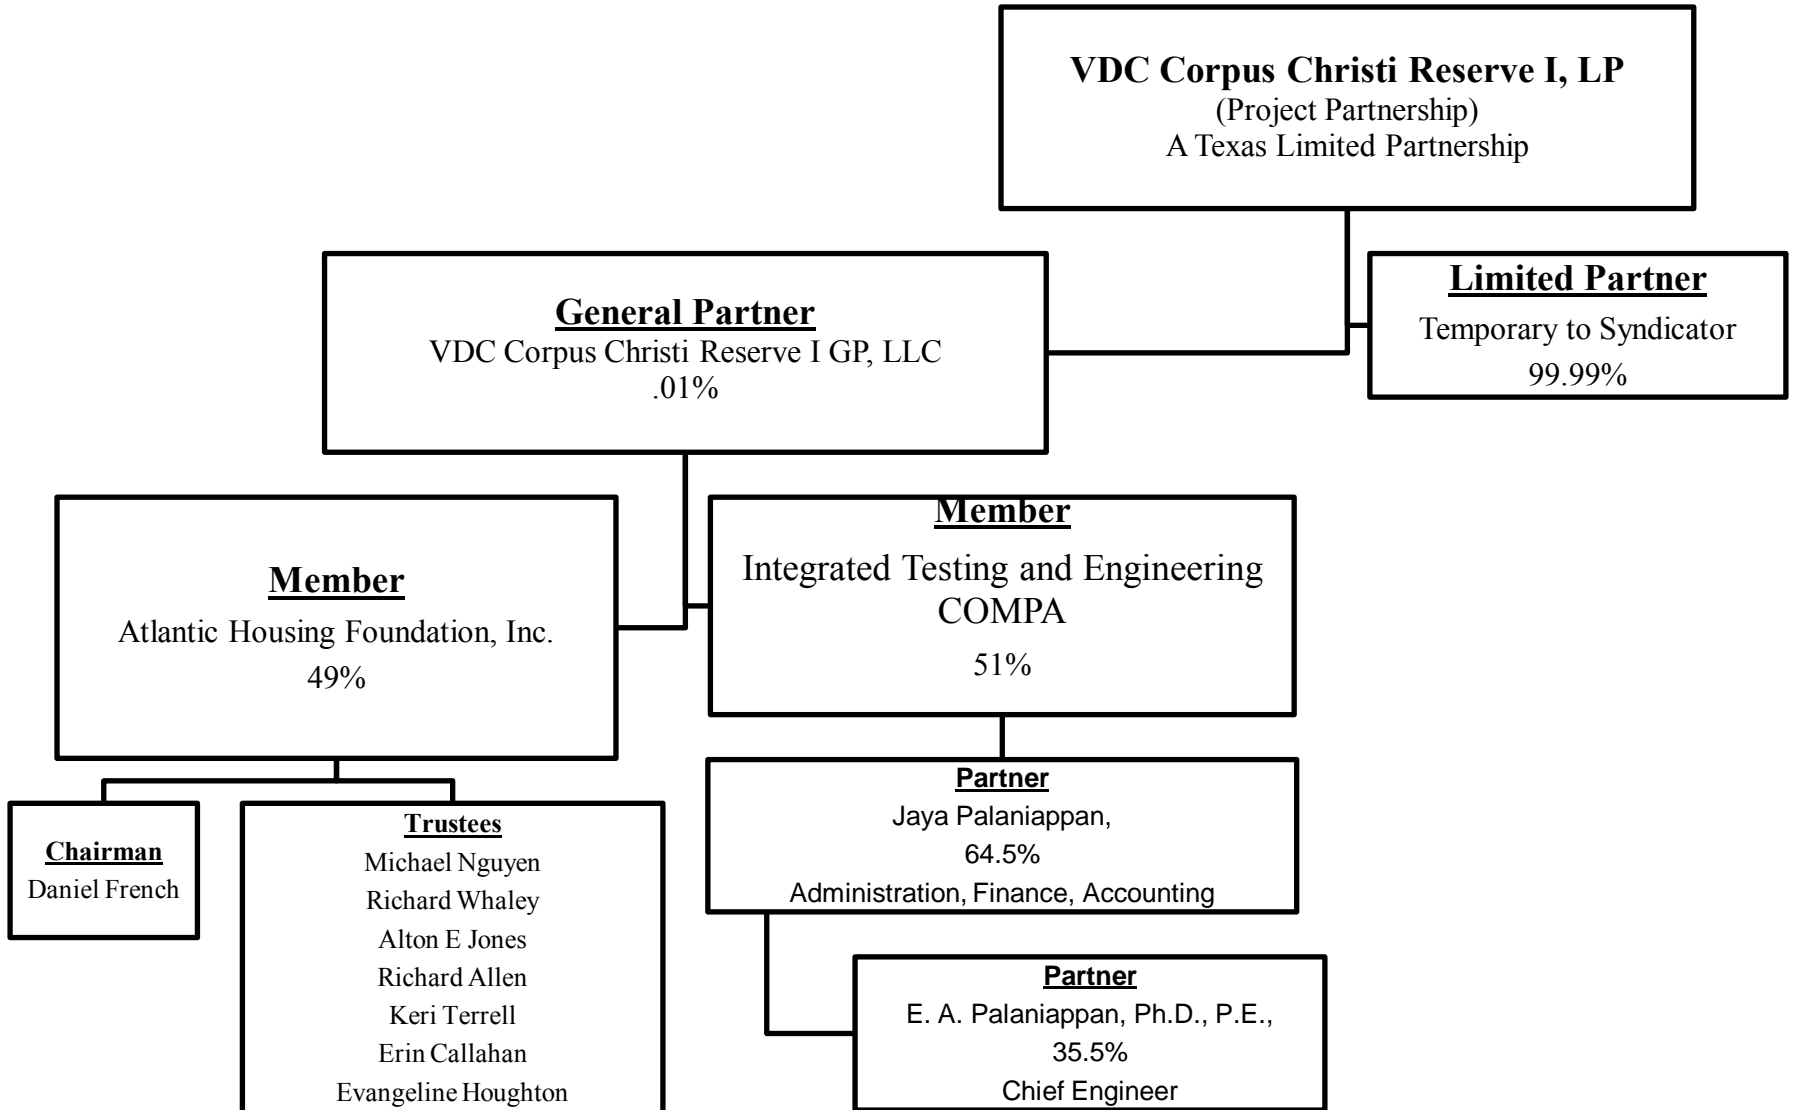 VDC Corpus Christi Reserve I, LP
(Project Partnership)
A Texas Limited Partnership
General Partner
VDC Corpus Christi Reserve I GP, LLC
.01%
Limited Partner
Temporary to Syndicator
99.99%
Member
Atlantic Housing Foundation, Inc.
49%
Member
Integrated Testing and Engineering
COMPA
51%
Chairman
Daniel French
Trustees
Michael Nguyen
Richard Whaley
Alton E Jones
Richard Allen
Keri Terrell
Erin Callahan
Evangeline Houghton
Partner
Jaya Palaniappan,
64.5%
Administration, Finance, Accounting
Partner
E. A. Palaniappan, Ph.D., P.E.,
35.5%
Chief Engineer